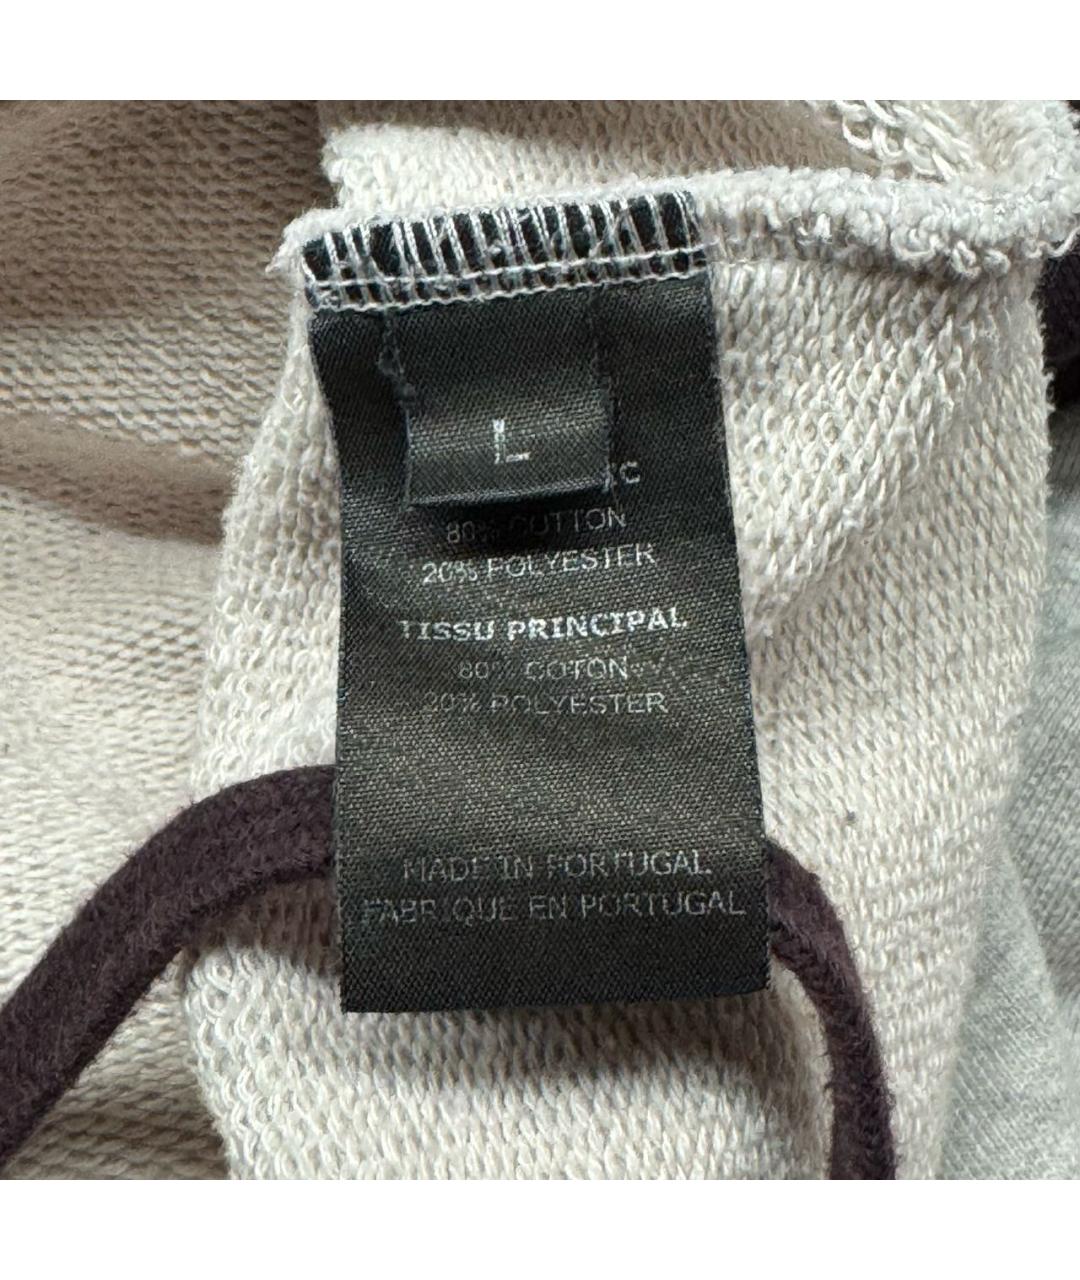 L
80% COTTON
20% POLYESTER
TISSU PRINCIPAL
80% COTON
20% POLYESTER
MADE IN PORTUGAL
FABRIQUE EN PORTUGAL